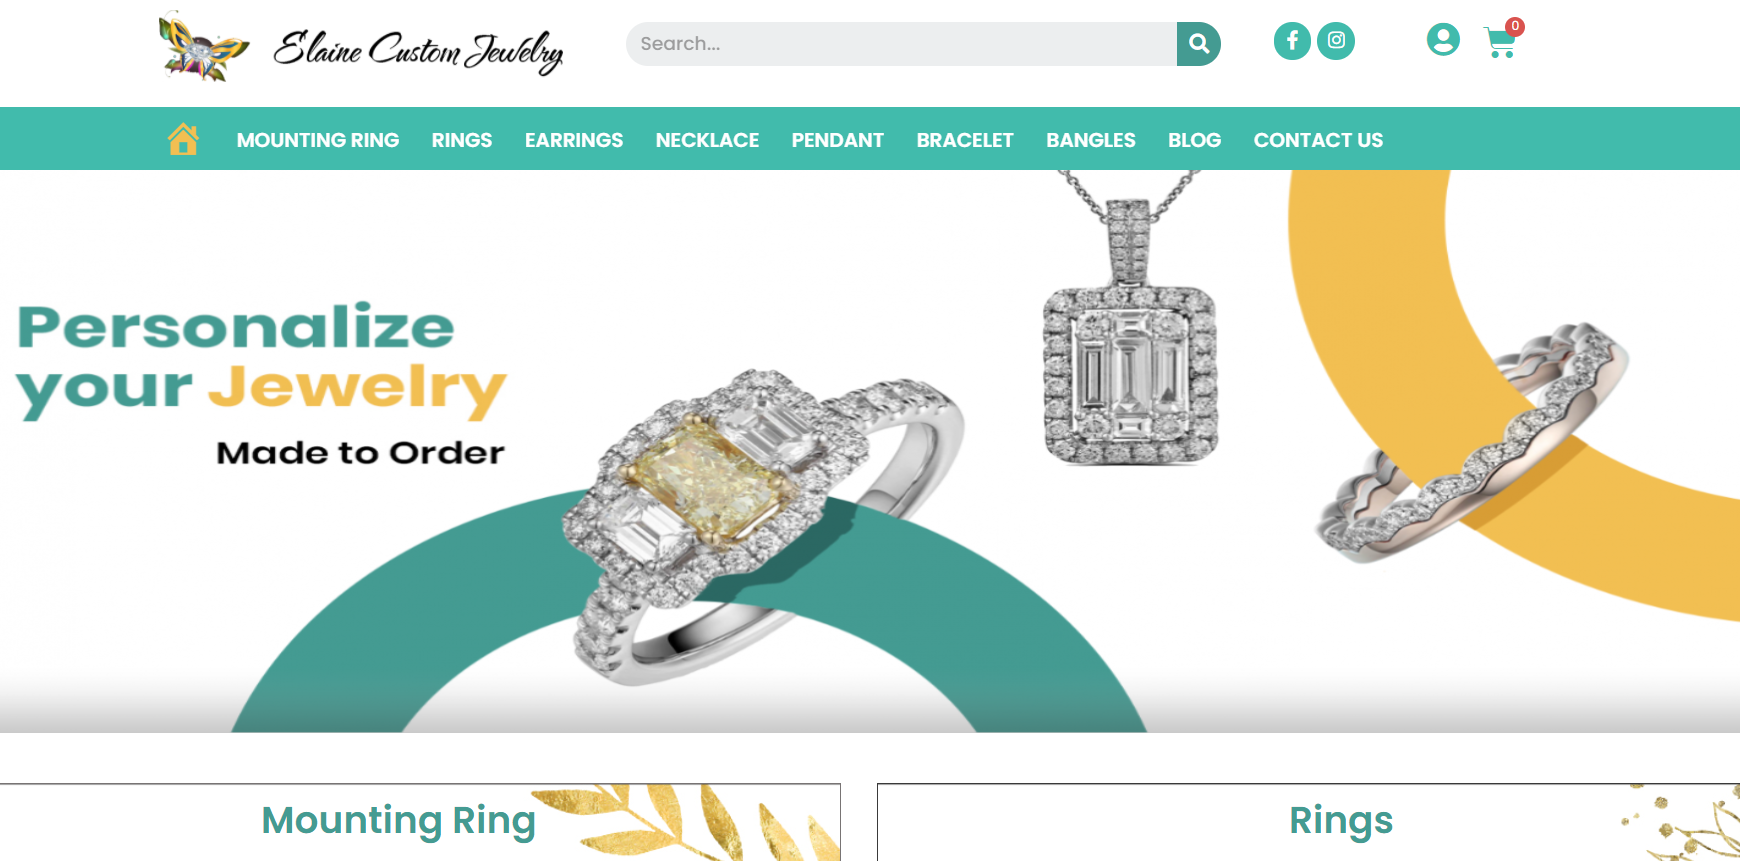 Elaine Custom Jewelry
Search...
0
MOUNTING RING RINGS EARRINGS NECKLACE PENDANT BRACELET BANGLES BLOG CONTACT US
Personalize
your Jewelry
Made to Order
Mounting Ring
Rings